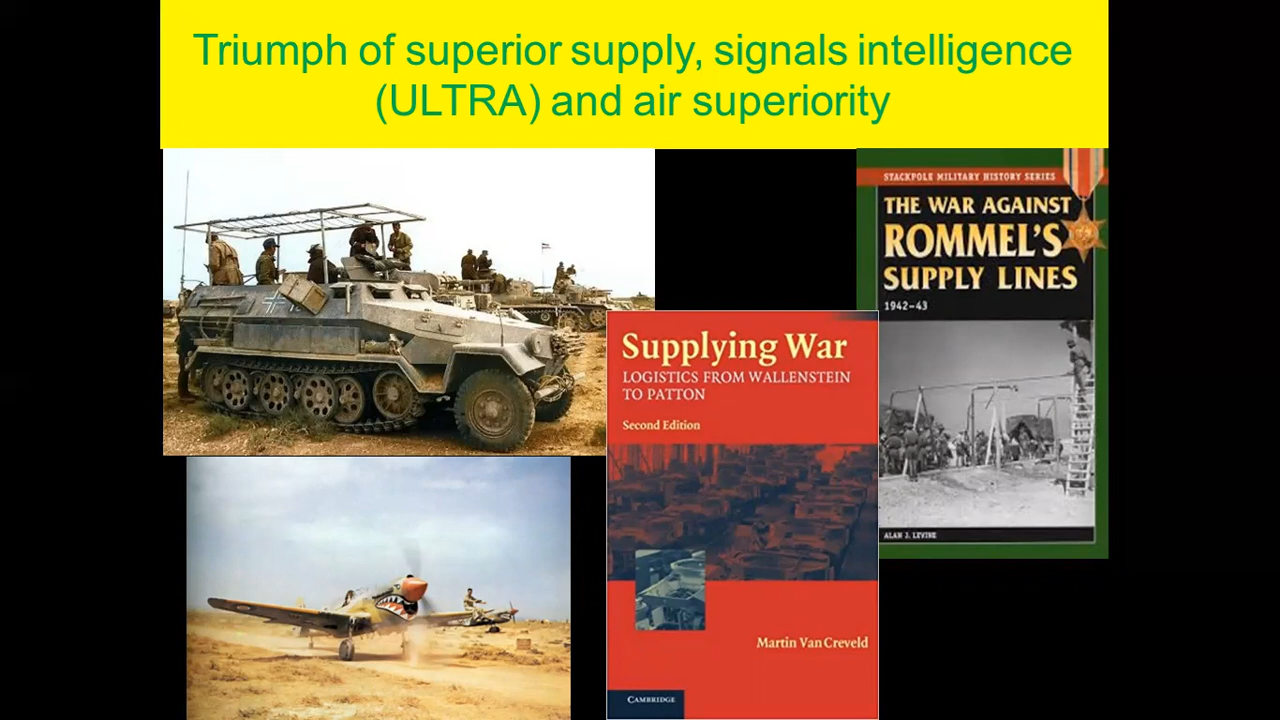 Triumph of superior supply, signals intelligence
(ULTRA) and air superiority
STACKPOLE MILITARY HISTORY SERIES
THE WAR AGAINST
ROMMEL'S
SUPPLY LINES
1942–43
ALAN J. LEVINE
Supplying War
LOGISTICS FROM WALLENSTEIN
TO PATTON
Second Edition
Martin Van Creveld
CAMBRIDGE